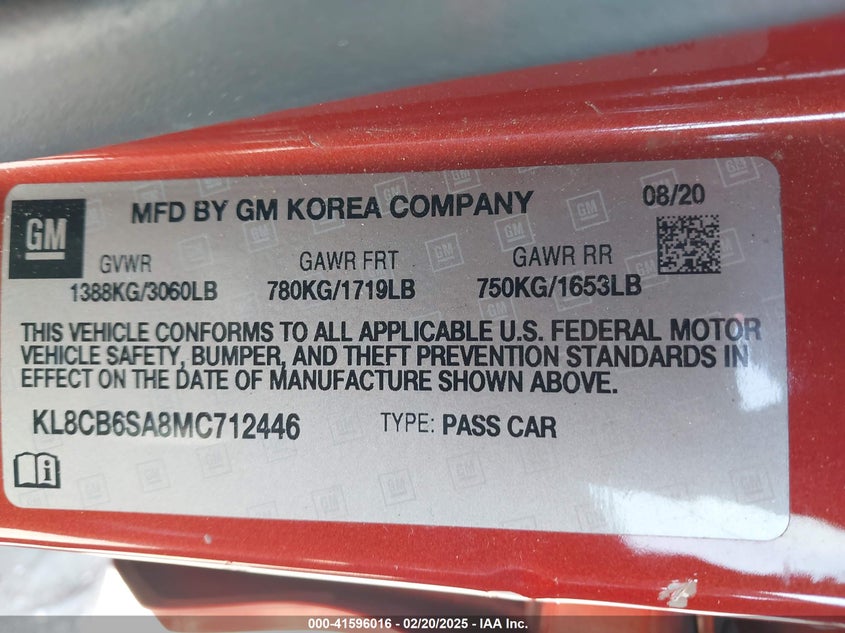 GM
MFD BY GM KOREA COMPANY
08/20
GVWR
GAWR FRT
GAWR RR
1388KG/3060LB
780KG/1719LB
750KG/1653LB
THIS VEHICLE CONFORMS TO ALL APPLICABLE U.S. FEDERAL MOTOR
VEHICLE SAFETY, BUMPER, AND THEFT PREVENTION STANDARDS IN
EFFECT ON THE DATE OF MANUFACTURE SHOWN ABOVE.
KL8CB6SA8MC712446
TYPE: PASS CAR
000-41596016 - 02/20/2025 - IAA Inc.